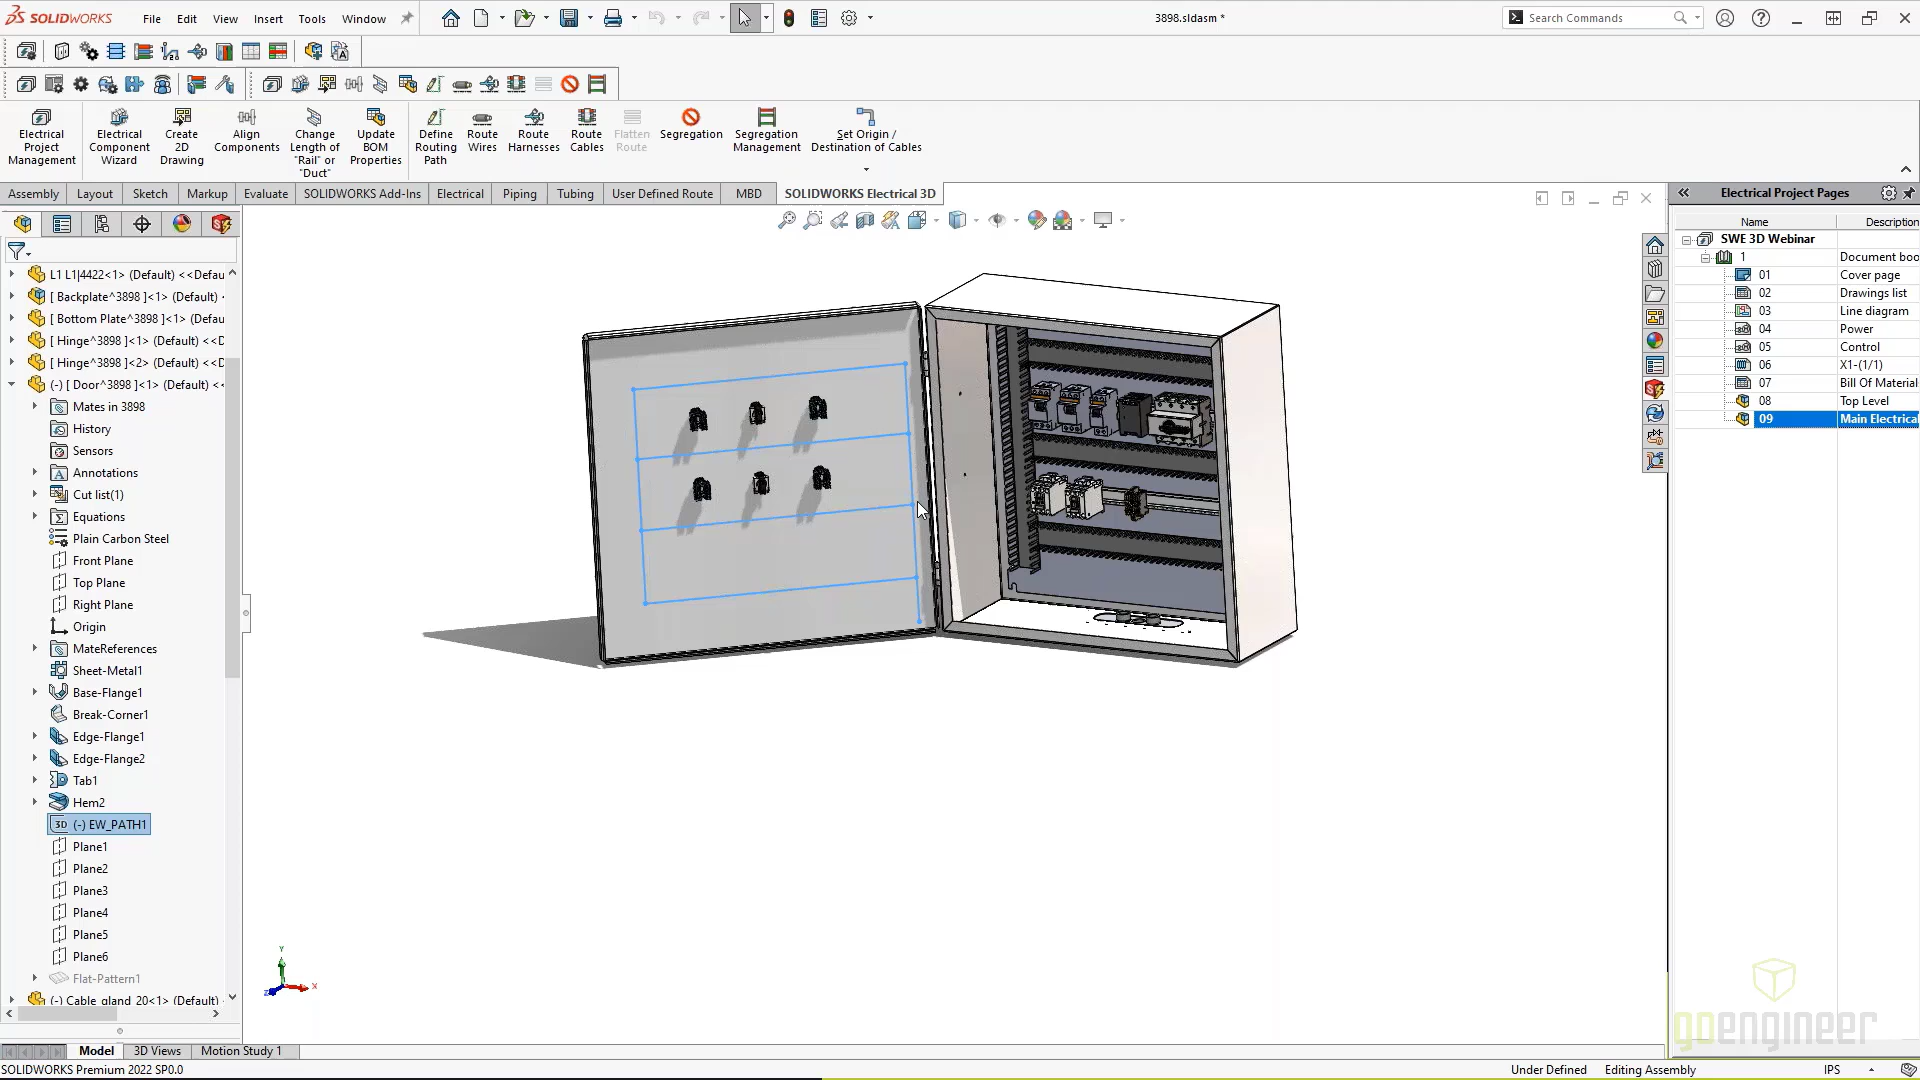 SOLIDWORKS File Edit View Insert Tools Window 3898.sldasm * Search Commands
Electrical Project Management
Electrical Component Wizard
Create 2D Drawing
Align Components
Change Length of "Rail" or "Duct"
Update BOM Properties
Define Routing Path
Route Wires
Route Harnesses
Route Cables
Flatten Route
Segregation
Segregation Management
Set Origin / Destination of Cables
Assembly Layout Sketch Markup Evaluate SOLIDWORKS Add-Ins Electrical Piping Tubing User Defined Route MBD SOLIDWORKS Electrical 3D
L1 L1|4422<1> (Default) <<Defau
[ Backplate^3898 ]<1> (Default)
[ Bottom Plate^3898 ]<1> (Defau
[ Hinge^3898 ]<1> (Default) <<D
[ Hinge^3898 ]<2> (Default) <<D
(-) [ Door^3898 ]<1> (Default) <<
Mates in 3898
History
Sensors
Annotations
Cut list(1)
Equations
Plain Carbon Steel
Front Plane
Top Plane
Right Plane
Origin
MateReferences
Sheet-Metal1
Base-Flange1
Break-Corner1
Edge-Flange1
Edge-Flange2
Tab1
Hem2
3D (-) EW_PATH1
Plane1
Plane2
Plane3
Plane4
Plane5
Plane6
Flat-Pattern1
(-) Cable gland 20<1> (Default)
Y
X
Z
Electrical Project Pages
Name Description
SWE 3D Webinar
1 Document boo
01 Cover page
02 Drawings list
03 Line diagram
04 Power
05 Control
06 X1-(1/1)
07 Bill Of Material
08 Top Level
09 Main Electrical
goengineer
Model 3D Views Motion Study 1
SOLIDWORKS Premium 2022 SP0.0 Under Defined Editing Assembly IPS